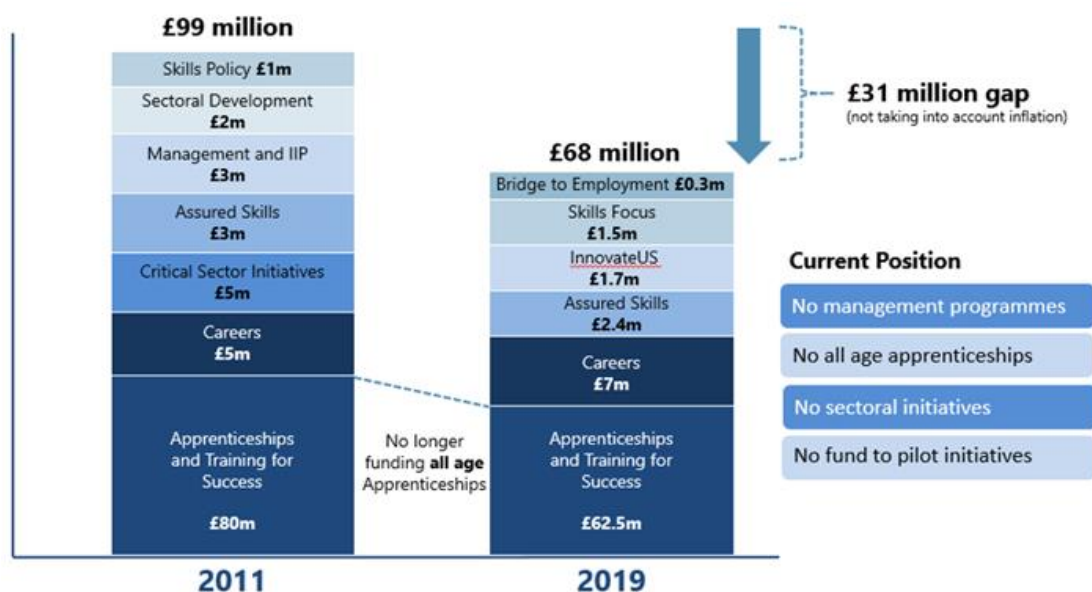 £99 million
Skills Policy £1m
Sectoral Development
£2m
Management and IIP
£3m
Assured Skills
£3m
Critical Sector Initiatives
£5m
Careers
£5m
Apprenticeships
and Training for
Success
£80m
2011
No longer
funding all age
Apprenticeships
£68 million
Bridge to Employment £0.3m
Skills Focus
£1.5m
InnovateUS
£1.7m
Assured Skills
£2.4m
Careers
£7m
Apprenticeships
and Training for
Success
£62.5m
2019
£31 million gap
(not taking into account inflation)
Current Position
No management programmes
No all age apprenticeships
No sectoral initiatives
No fund to pilot initiatives